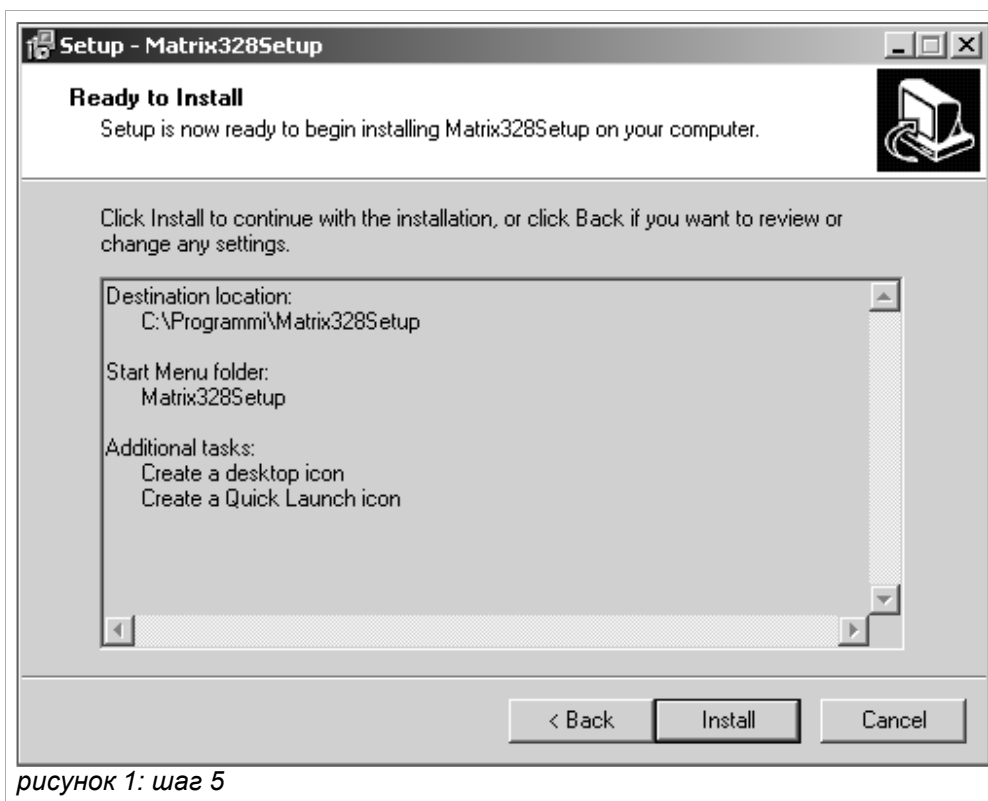 Setup - Matrix328Setup
Ready to Install
Setup is now ready to begin installing Matrix328Setup on your computer.
Click Install to continue with the installation, or click Back if you want to review or
change any settings.
Destination location:
C:\Programmi\Matrix328Setup
Start Menu folder:
Matrix328Setup
Additional tasks:
Create a desktop icon
Create a Quick Launch icon
< Back
Install
Cancel
рисунок 1: шаг 5